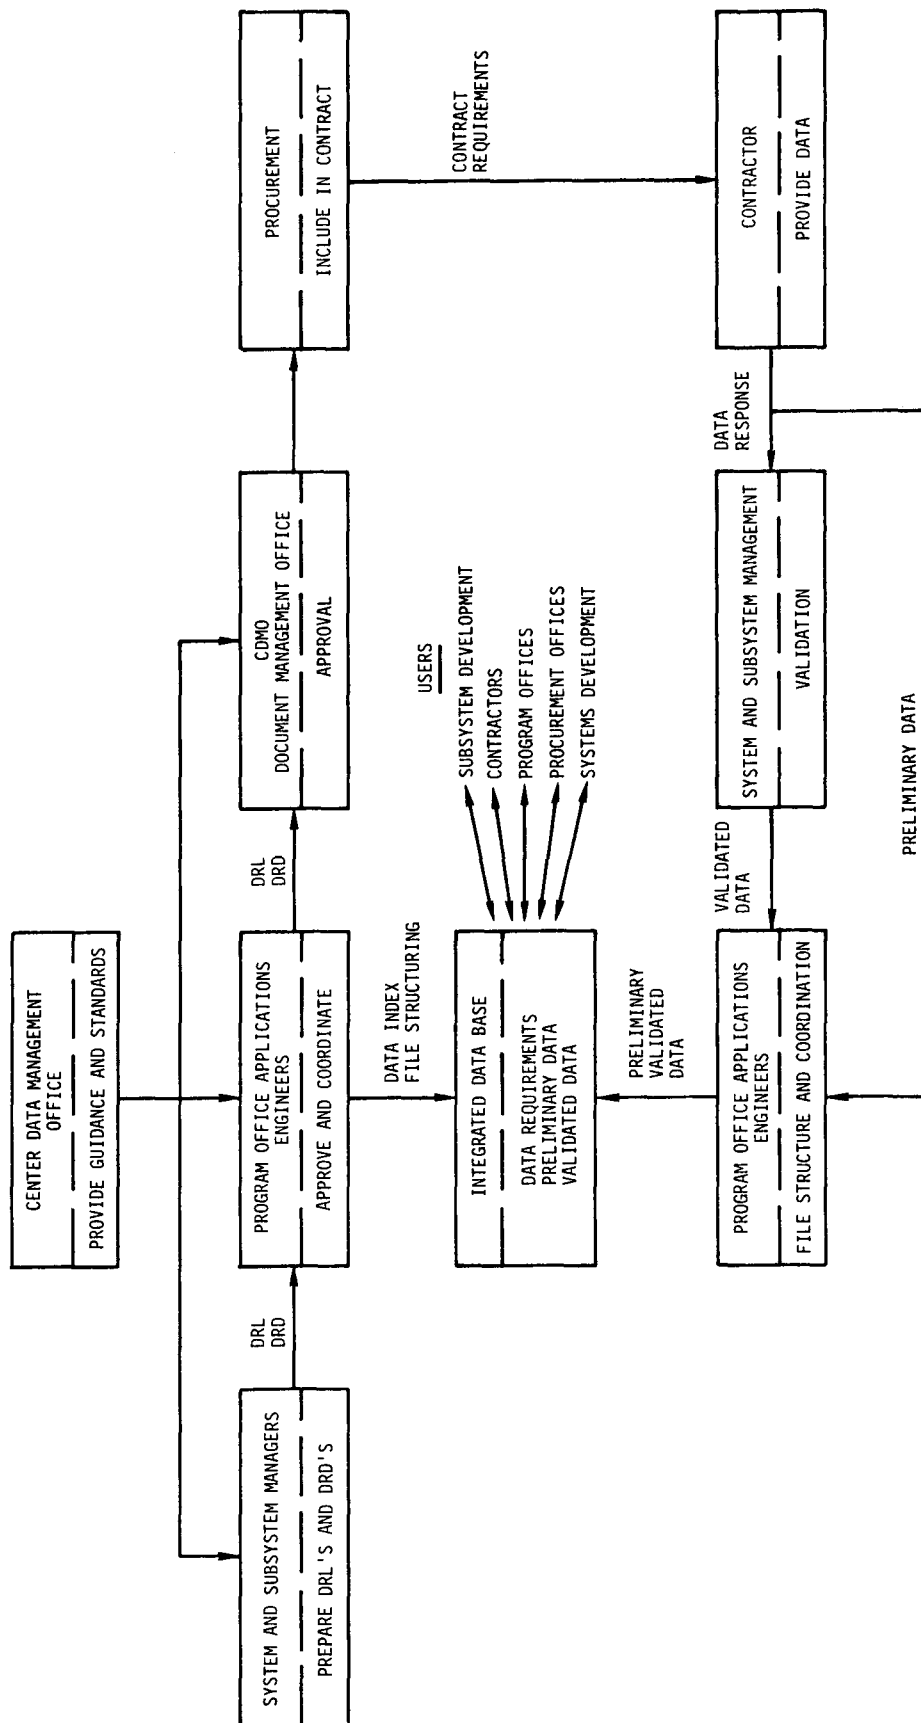 CENTER DATA MANAGEMENT
OFFICE
PROVIDE GUIDANCE AND STANDARDS
SYSTEM AND SUBSYSTEM MANAGERS
PREPARE DRL'S AND DRD'S
DRL
DRD
PROGRAM OFFICE APPLICATIONS
ENGINEERS
APPROVE AND COORDINATE
DRL
DRD
CDMO
DOCUMENT MANAGEMENT OFFICE
APPROVAL
PROCUREMENT
INCLUDE IN CONTRACT
DATA INDEX
FILE STRUCTURING
CONTRACT
REQUIREMENTS
INTEGRATED DATA BASE
DATA REQUIREMENTS
PRELIMINARY DATA
VALIDATED DATA
USERS
SUBSYSTEM DEVELOPMENT
CONTRACTORS
PROGRAM OFFICES
PROCUREMENT OFFICES
SYSTEMS DEVELOPMENT
PRELIMINARY
VALIDATED
DATA
PROGRAM OFFICE APPLICATIONS
ENGINEERS
FILE STRUCTURE AND COORDINATION
VALIDATED
DATA
SYSTEM AND SUBSYSTEM MANAGEMENT
VALIDATION
DATA
RESPONSE
CONTRACTOR
PROVIDE DATA
PRELIMINARY DATA